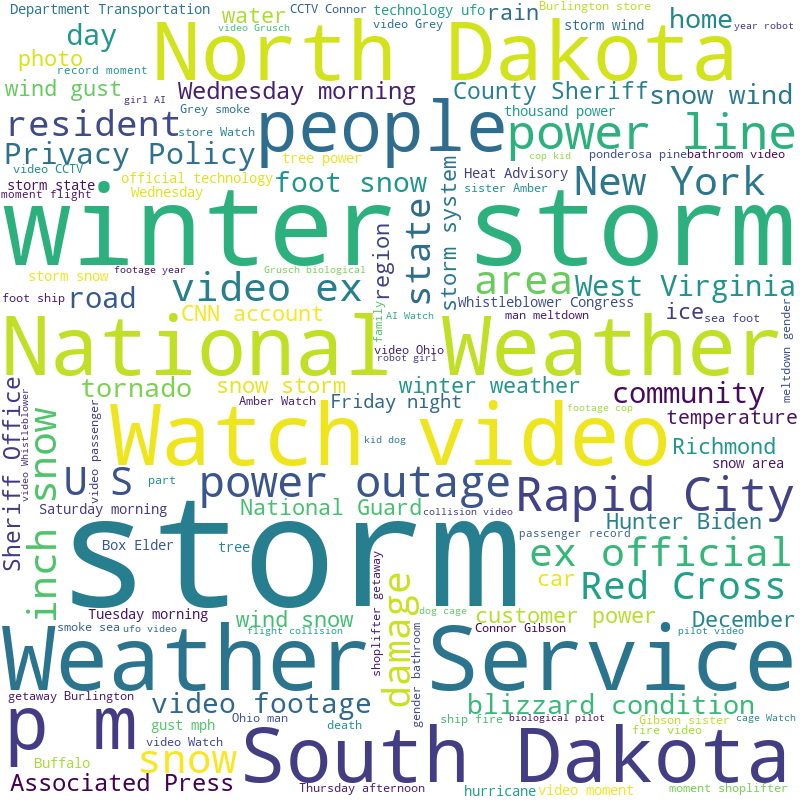 Department Transportation
water
CCTV Connor
technology ufo
rain
Burlington store
home
day
video Grusch
video Grey
storm wind
year robot
North Dakota
photo
record moment
wind gust
girl AI
Wednesday morning
County Sheriff
snow wind
Grey smoke
thousand power
resident
store Watch
people
power line
Privacy Policy
tree power
cop kid
ponderosa pine
bathroom video
video CCTV
official technology
foot snow
Heat Advisory
New York
storm state
Wednesday
sister Amber
moment flight
winter storm
state
storm system
region
storm snow
footage year
Grusch biological
area
West Virginia
foot ship
road
video ex
CNN account
family
AI Watch
Whistleblower Congress
man meltdown
ice
sea foot
meltdown gender
National Weather
video Ohio
robot girl
tornado
snow storm
winter weather
community
Sheriff Office
video Whistleblower
inch snow
video passenger
Amber Watch
Friday night
footage cop
temperature
Watch video
kid dog
Richmond
snow area
U S
part
power outage
Rapid City
Saturday morning
National Guard
collision video
passenger record
Hunter Biden
Box Elder
tree
storm
shoplifter getaway
ex official
car
Red Cross
damage
dog cage
Tuesday morning
wind snow
customer power
December
smoke sea
ufo video
flight collision
Connor Gibson
pilot video
Weather Service
gender bathroom
getaway Burlington
video footage
blizzard condition
p m
gust mph
Ohio man
death
ship fire
biological pilot
Gibson sister
cage Watch
video Watch
fire video
Buffalo
snow
South Dakota
Associated Press
Thursday afternoon
hurricane
video moment
moment shoplifter